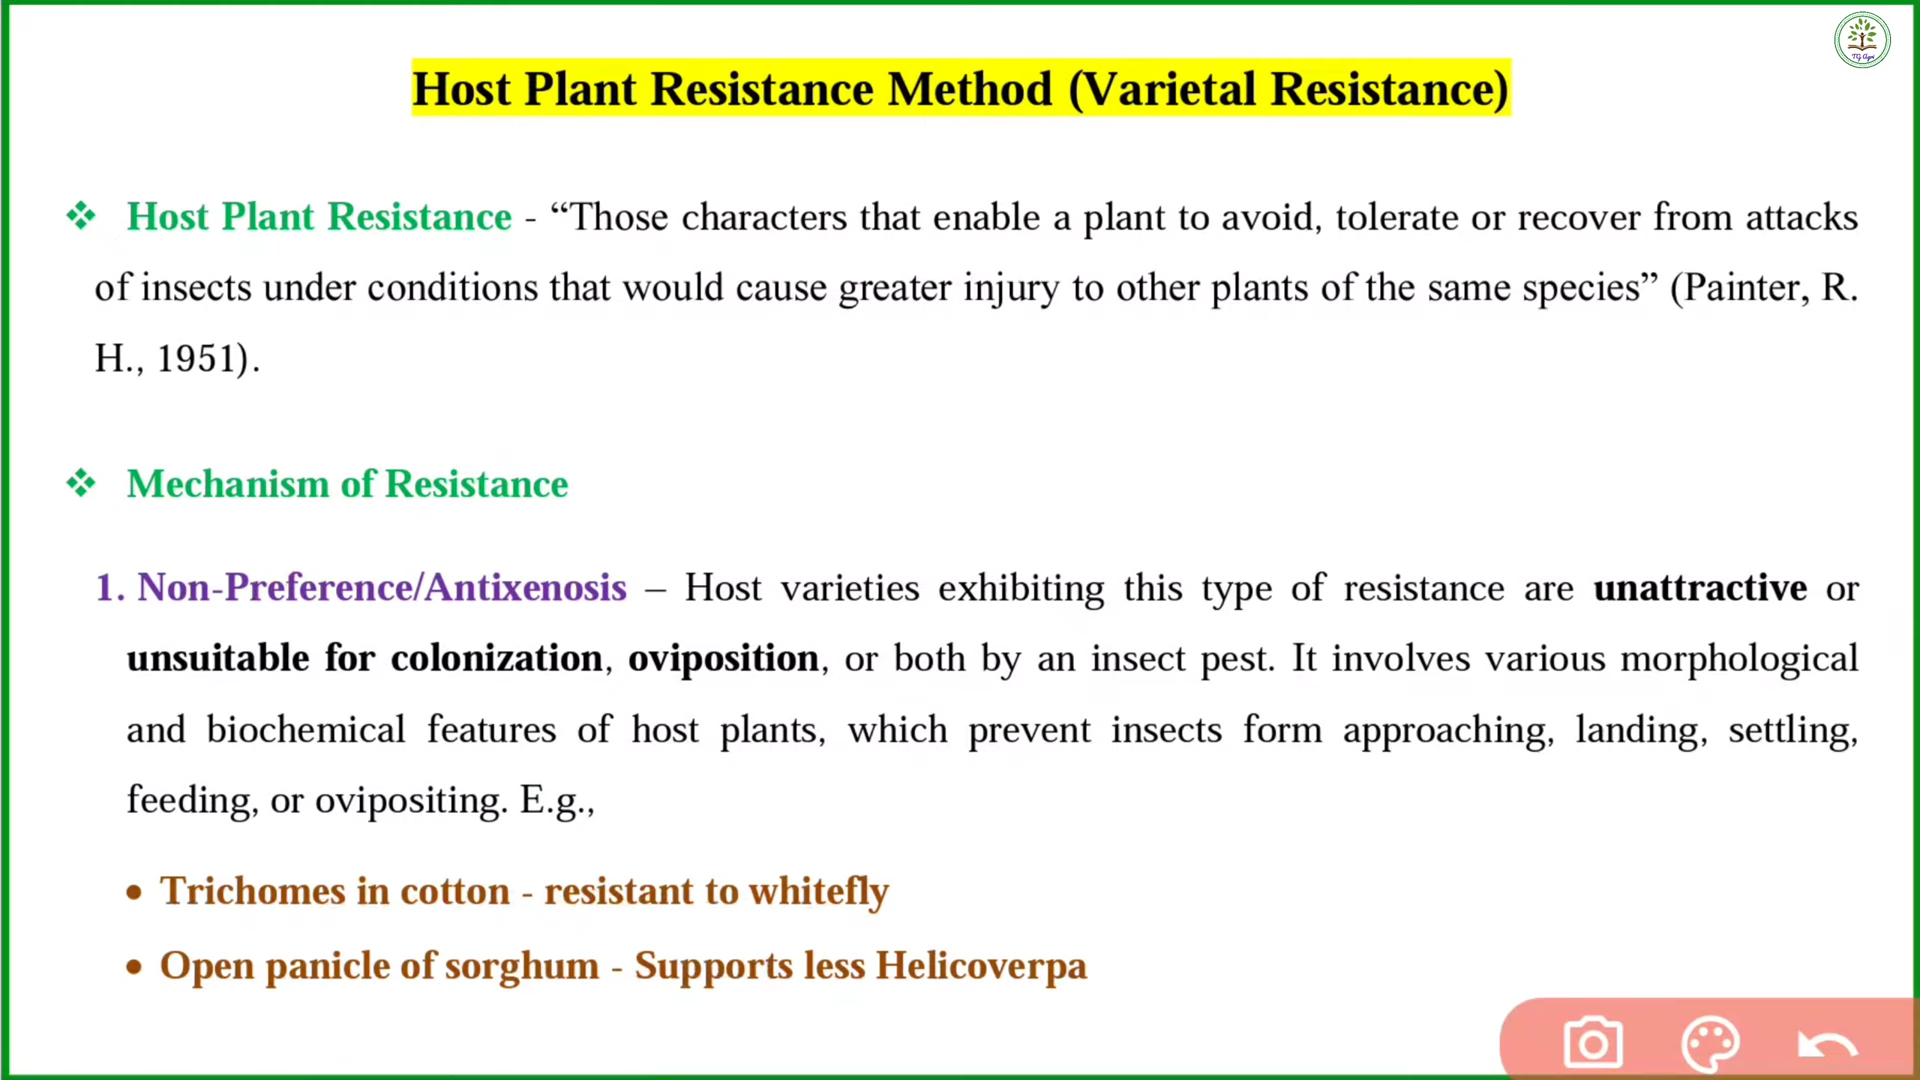 TG Agri
Host Plant Resistance Method (Varietal Resistance)
❖ Host Plant Resistance - “Those characters that enable a plant to avoid, tolerate or recover from attacks
of insects under conditions that would cause greater injury to other plants of the same species” (Painter, R.
H., 1951).
❖ Mechanism of Resistance
1. Non-Preference/Antixenosis – Host varieties exhibiting this type of resistance are unattractive or
unsuitable for colonization, oviposition, or both by an insect pest. It involves various morphological
and biochemical features of host plants, which prevent insects form approaching, landing, settling,
feeding, or ovipositing. E.g.,
• Trichomes in cotton - resistant to whitefly
• Open panicle of sorghum - Supports less Helicoverpa